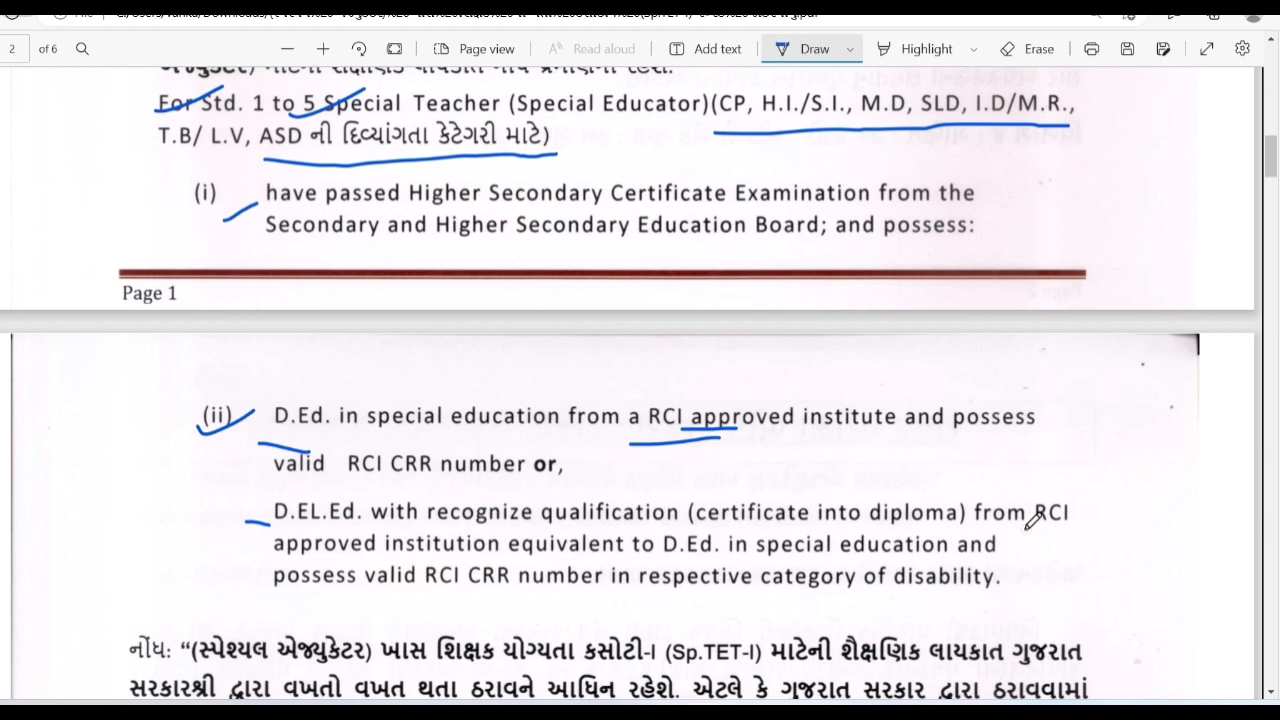 2 of 6 Page view Read aloud Add text Draw Highlight Erase
For Std. 1 to 5 Special Teacher (Special Educator)(CP, H.I./S.I., M.D, SLD, I.D/M.R.,
T.B/ L.V, ASD ની દિવ્યાંગતા કેટેગરી માટે)
(i) have passed Higher Secondary Certificate Examination from the
Secondary and Higher Secondary Education Board; and possess:
Page 1
(ii) D.Ed. in special education from a RCI approved institute and possess
valid RCI CRR number or,
D.EL.Ed. with recognize qualification (certificate into diploma) from RCI
approved institution equivalent to D.Ed. in special education and
possess valid RCI CRR number in respective category of disability.
નોંધ: “(સ્પેશ્યલ એજ્યુકેટર) ખાસ શિક્ષક યોગ્યતા કસોટી-I (Sp.TET-I) માટેની શૈક્ષણિક લાયકાત ગુજરાત
સરકારશ્રી દ્વારા વખતો વખત થતા ઠરાવને આધિન રહેશે. એટલે કે ગુજરાત સરકાર દ્વારા ઠરાવવામાં